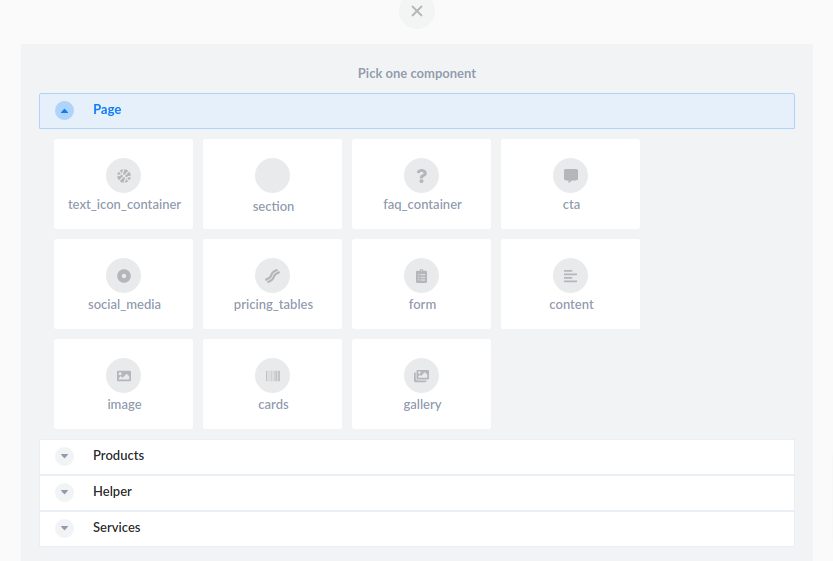 Pick one component
Page
text_icon_container
section
faq_container
cta
social_media
pricing_tables
form
content
image
cards
gallery
Products
Helper
Services